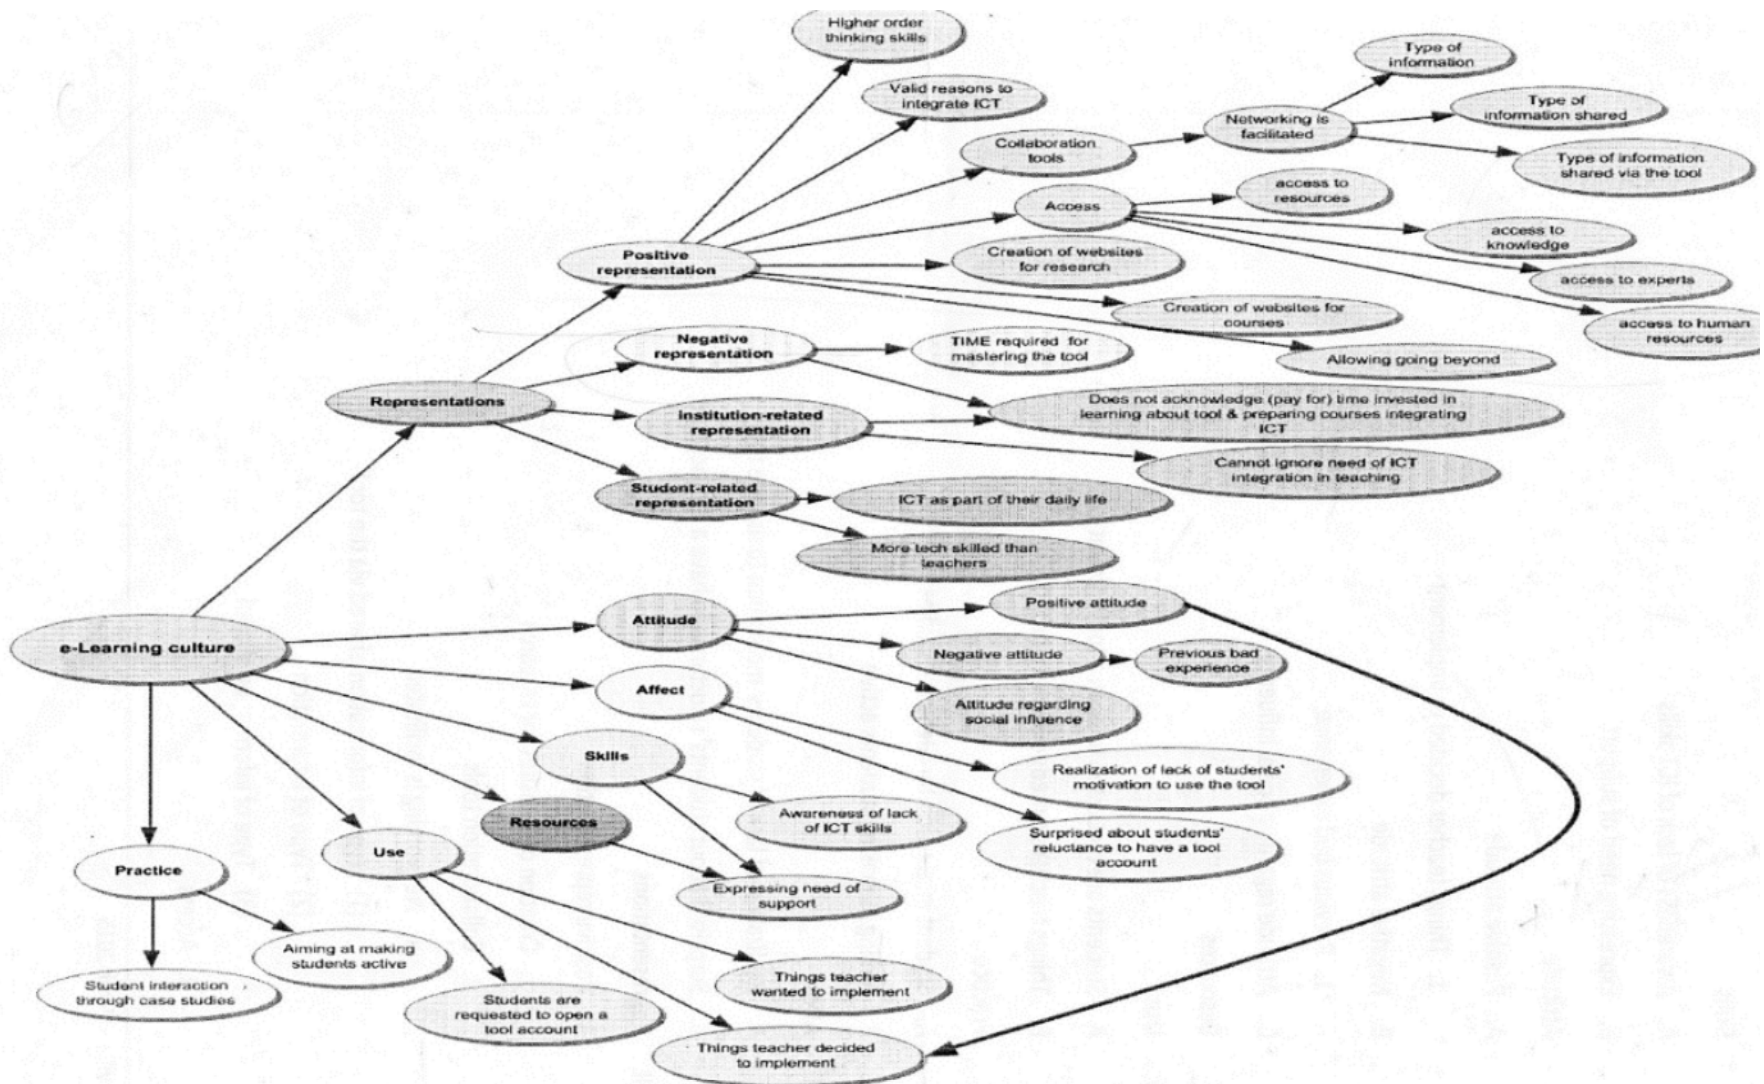 Higher order
thinking skills
Valid reasons to
integrate ICT
Collaboration
tools
Networking is
facilitated
Type of
information
Type of
information shared
Type of information
shared via the tool
Access
access to
resources
access to
knowledge
access to experts
access to human
resources
Positive
representation
Creation of websites
for research
Creation of websites for
courses
Allowing going beyond
Negative
representation
TIME required for
mastering the tool
Representations
Institution-related
representation
Does not acknowledge (pay for) time invested in
learning about tool & preparing courses integrating
ICT
Cannot ignore need of ICT
integration in teaching
Student-related
representation
ICT as part of their daily life
More tech skilled than
teachers
e-Learning culture
Attitude
Positive attitude
Negative attitude
Previous bad
experience
Attitude regarding
social influence
Affect
Realization of lack of students'
motivation to use the tool
Surprised about students'
reluctance to have a tool
account
Skills
Awareness of lack
of ICT skills
Resources
Expressing need of
support
Use
Things teacher
wanted to implement
Students are
requested to open a
tool account
Things teacher decided
to implement
Practice
Aiming at making
students active
Student interaction
through case studies